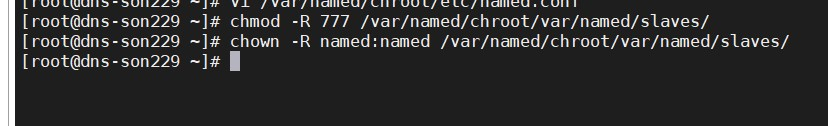 [root@dns-son229 ~]# vi /var/named/chroot/etc/named.conf
[root@dns-son229 ~]# chmod -R 777 /var/named/chroot/var/named/slaves/
[root@dns-son229 ~]# chown -R named:named /var/named/chroot/var/named/slaves/
[root@dns-son229 ~]#